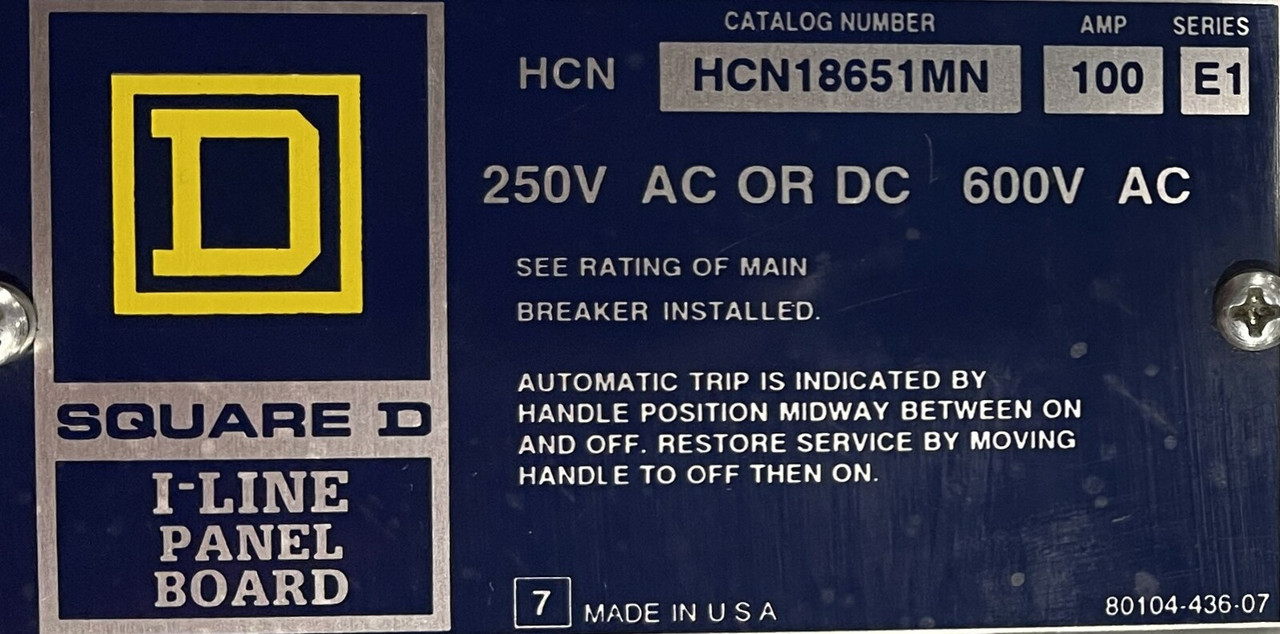 CATALOG NUMBER AMP SERIES
HCN HCN18651MN 100 E1
250V AC OR DC 600V AC
SEE RATING OF MAIN
BREAKER INSTALLED.
AUTOMATIC TRIP IS INDICATED BY
HANDLE POSITION MIDWAY BETWEEN ON
AND OFF. RESTORE SERVICE BY MOVING
HANDLE TO OFF THEN ON.
D
SQUARE D
I-LINE
PANEL
BOARD
7 MADE IN U S A
80104-436-07